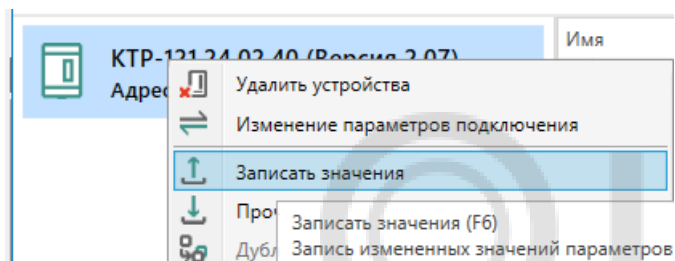 Имя
КТР-121.24.02.40 (Версия 2.07)
Адрес
Удалить устройства
Изменение параметров подключения
Записать значения
Записать значения (F6)
Запись измененных значений параметров